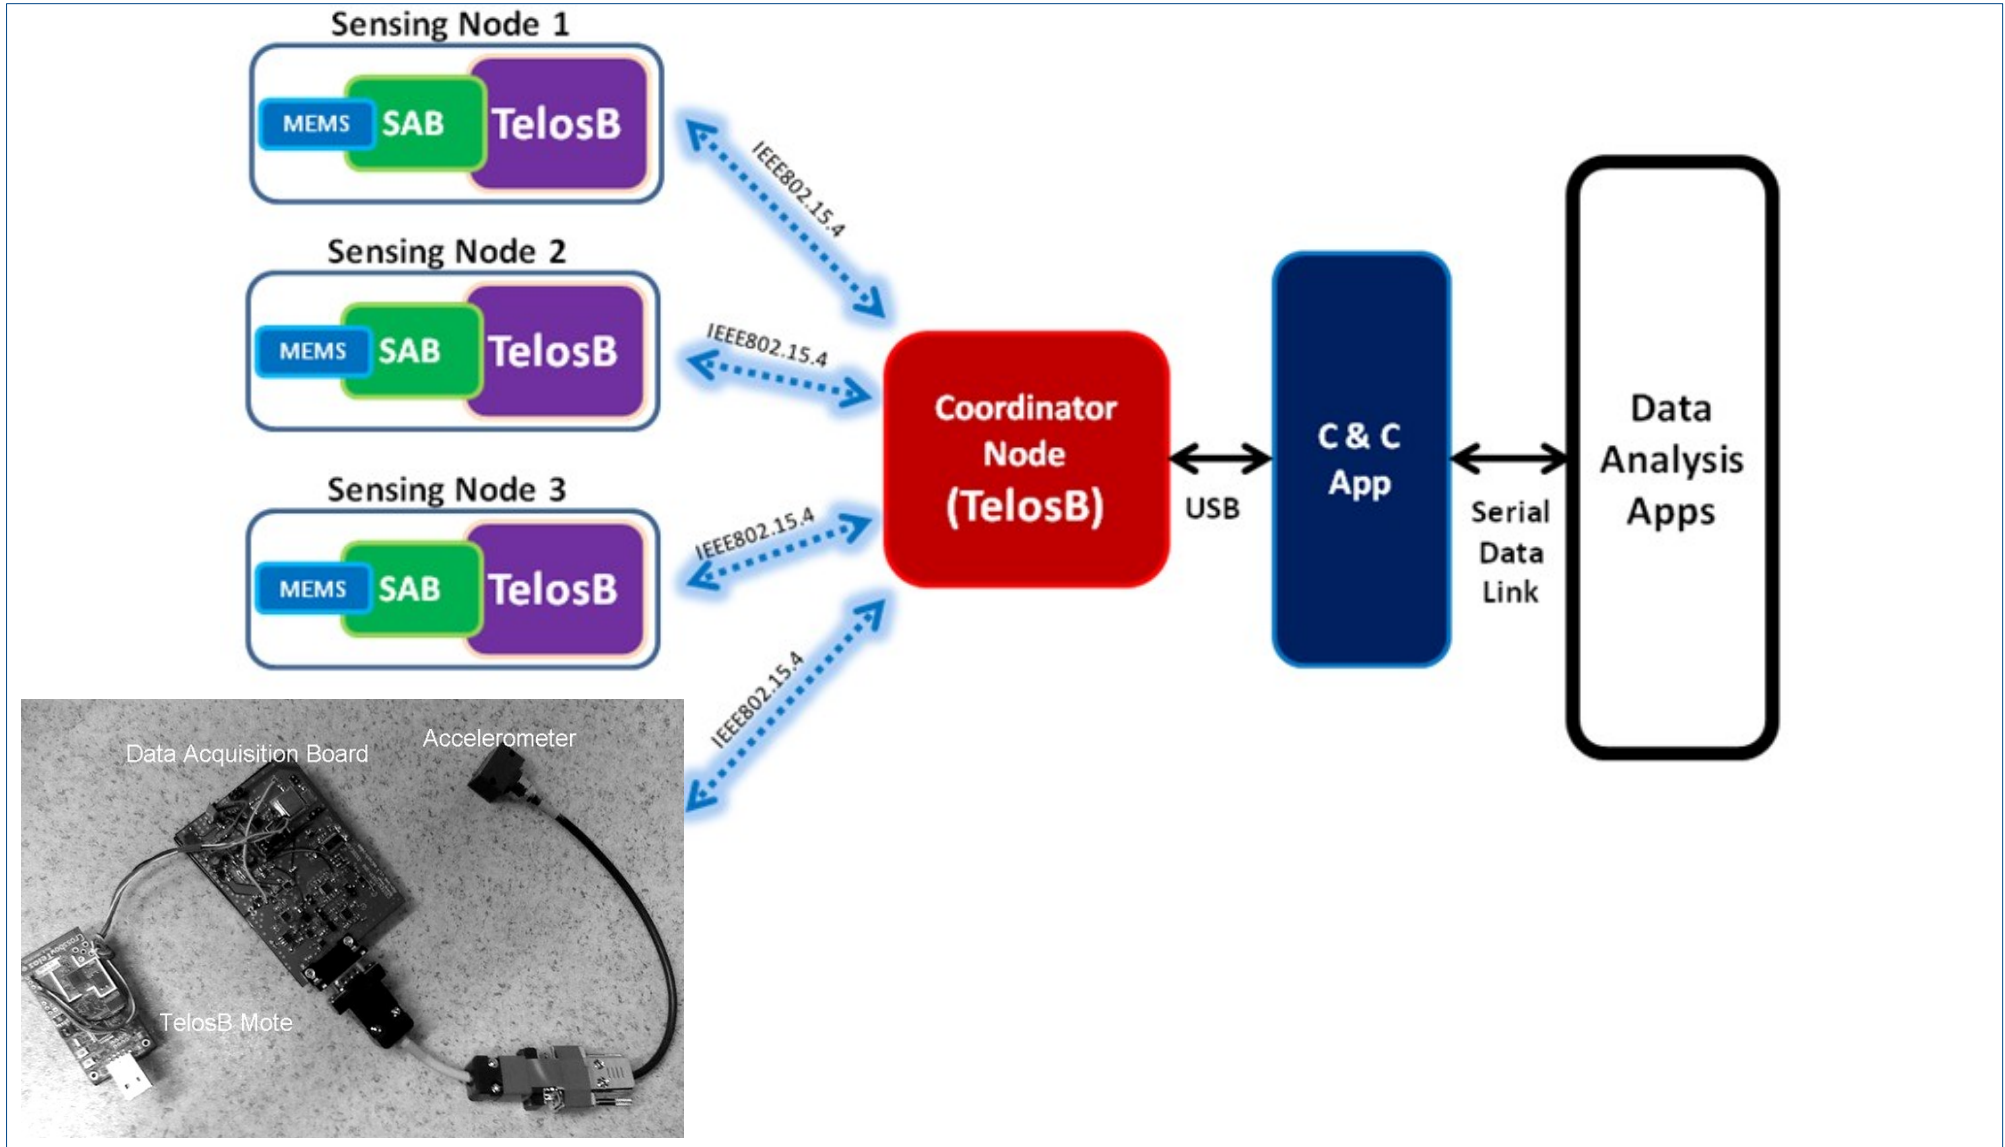 Sensing Node 1
MEMS
SAB
TelosB
IEEE802.15.4
Sensing Node 2
MEMS
SAB
TelosB
IEEE802.15.4
Sensing Node 3
MEMS
SAB
TelosB
IEEE802.15.4
IEEE802.15.4
Coordinator
Node
(TelosB)
USB
C & C
App
Serial
Data
Link
Data
Analysis
Apps
Data Acquisition Board
Accelerometer
TelosB Mote